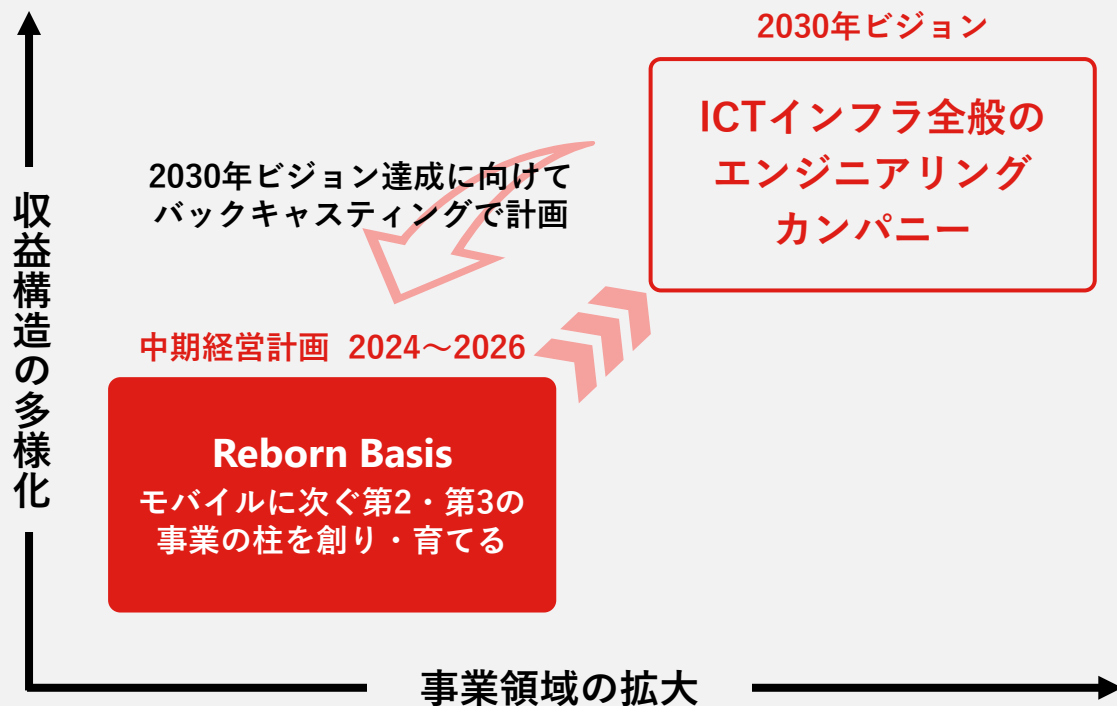 2030年ビジョン
ICTインフラ全般の
エンジニアリング
カンパニー
2030年ビジョン達成に向けて
バックキャスティングで計画
収益構造の多様化
中期経営計画 2024～2026
Reborn Basis
モバイルに次ぐ第2・第3の
事業の柱を創り・育てる
事業領域の拡大